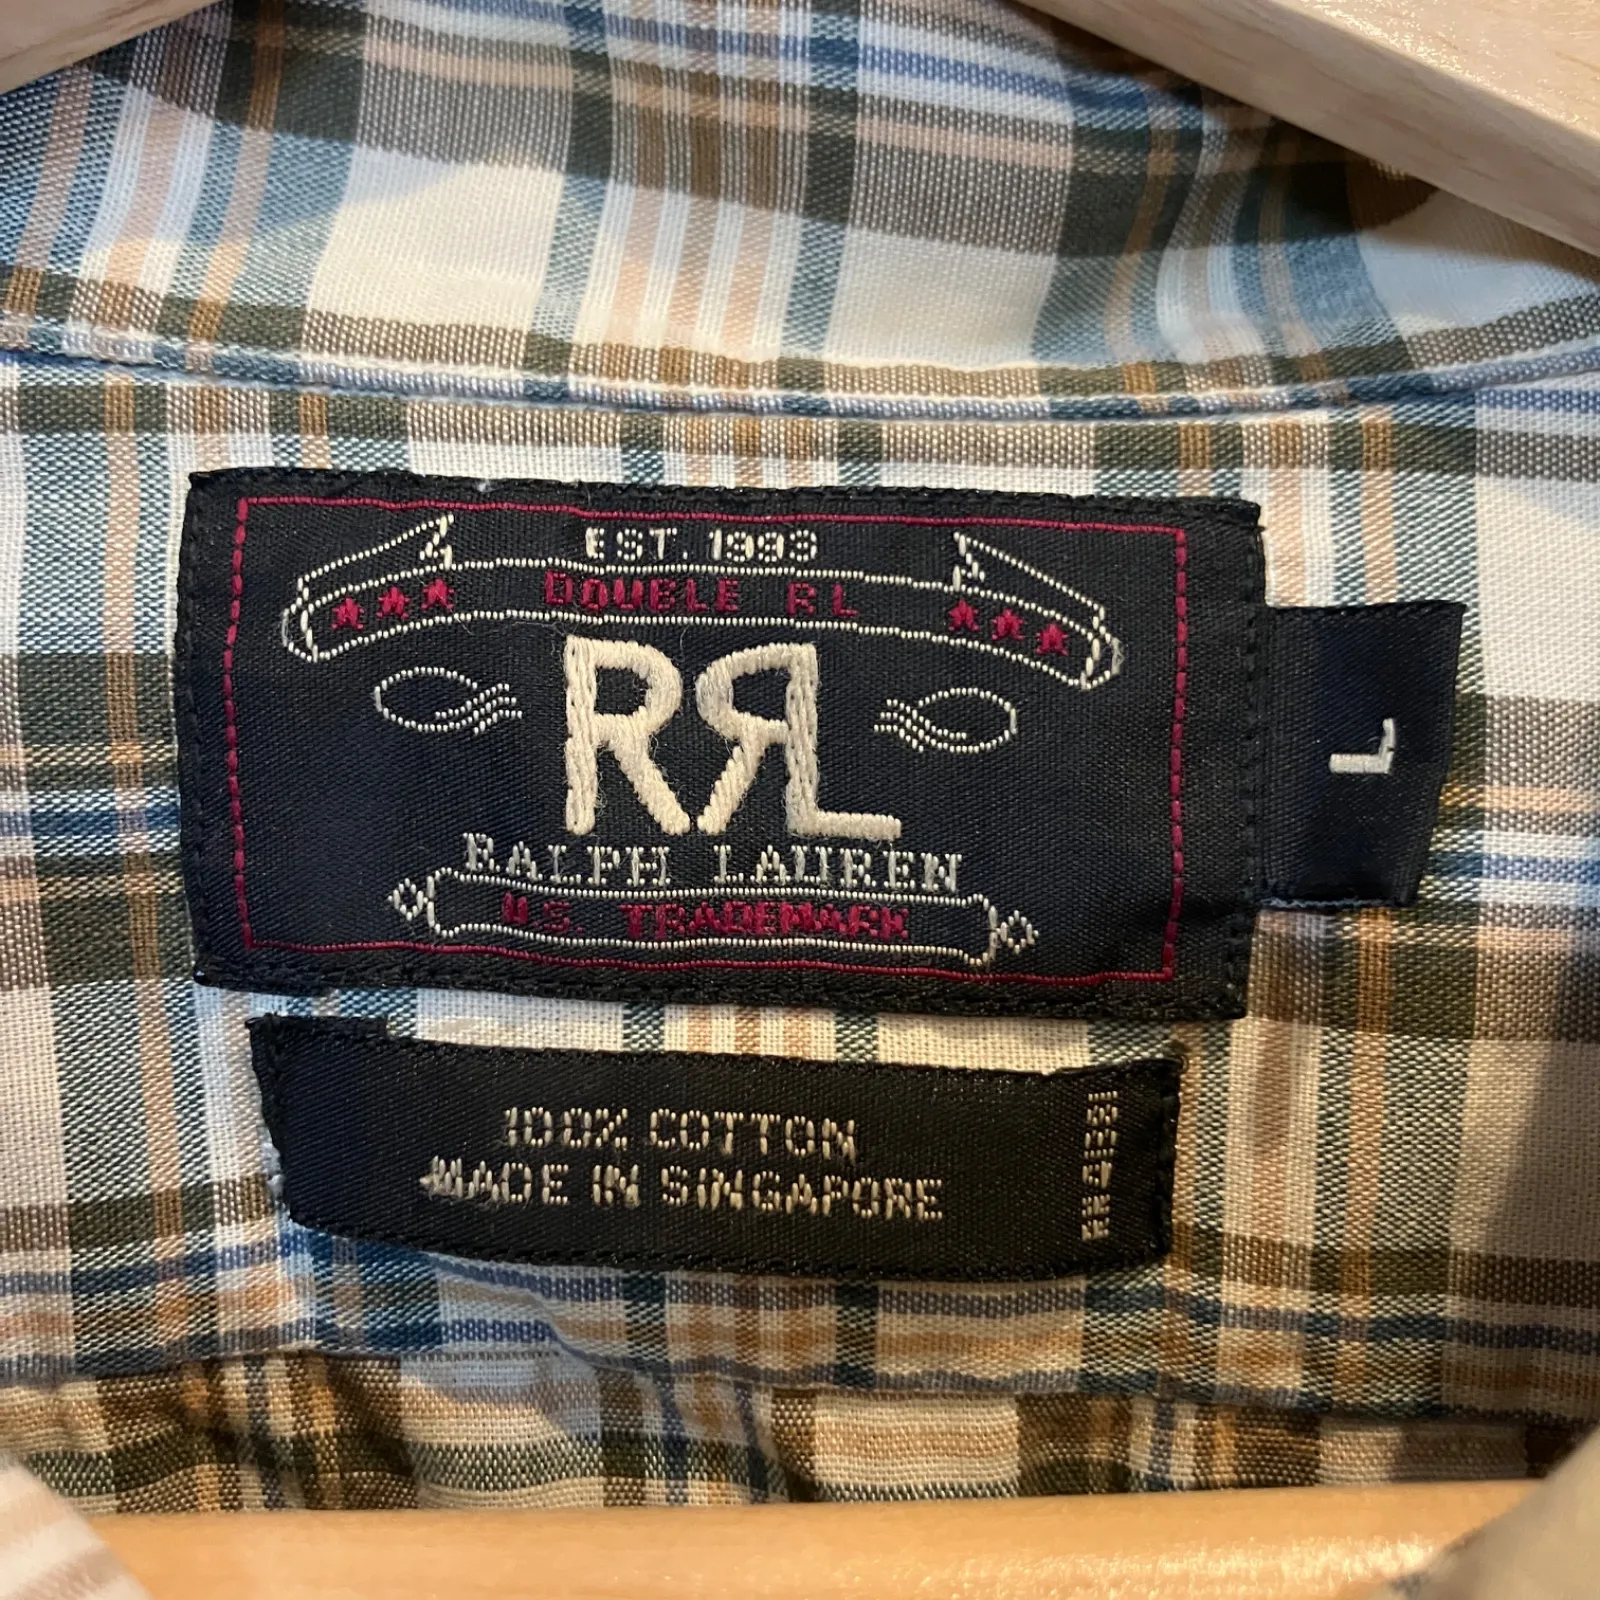 EST. 1993
DOUBLE RL
RRL
RALPH LAUREN
U.S. TRADEMARK
L
100% COTTON
MADE IN SINGAPORE